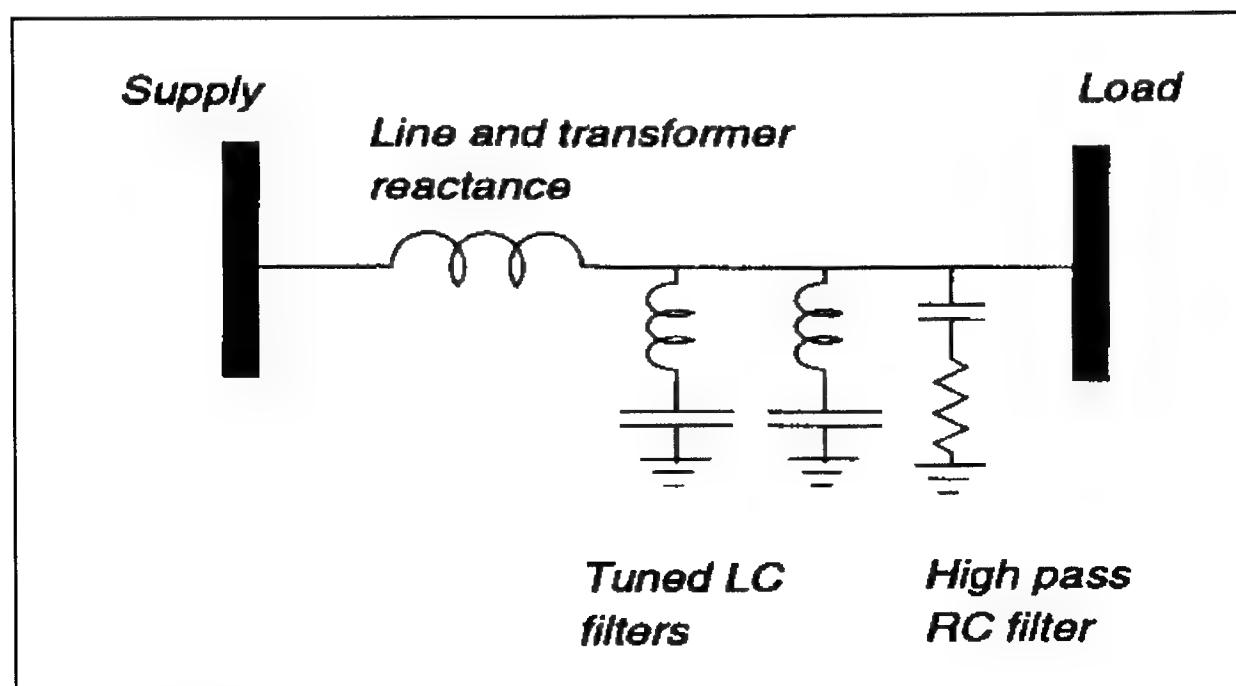 Supply
Load
Line and transformer
reactance
Tuned LC
filters
High pass
RC filter